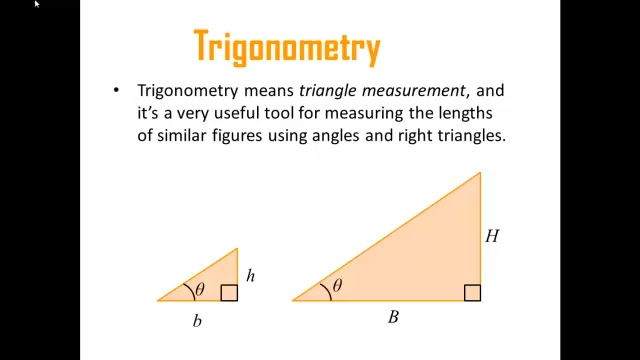 Trigonometry
• Trigonometry means triangle measurement, and
it's a very useful tool for measuring the lengths
of similar figures using angles and right triangles.
θ
h
b
θ
H
B